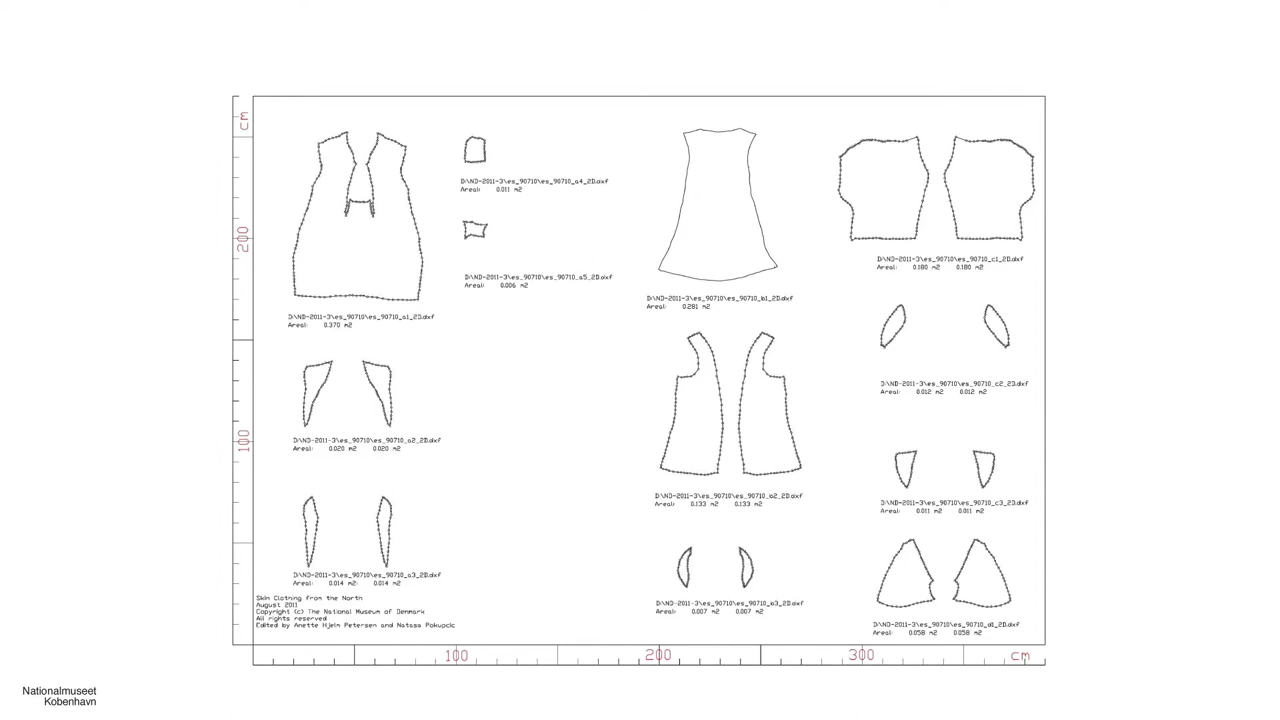 cm
200
100
D:\ND-2011-3\es_90710\es_90710_a1_2D.dxf
Areal: 0.370 m2
D:\ND-2011-3\es_90710\es_90710_a4_2D.dxf
Areal: 0.011 m2
D:\ND-2011-3\es_90710\es_90710_a5_2D.dxf
Areal: 0.006 m2
D:\ND-2011-3\es_90710\es_90710_a2_2D.dxf
Areal: 0.020 m2 0.020 m2
D:\ND-2011-3\es_90710\es_90710_a3_2D.dxf
Areal: 0.014 m2 0.014 m2
D:\ND-2011-3\es_90710\es_90710_b1_2D.dxf
Areal: 0.281 m2
D:\ND-2011-3\es_90710\es_90710_b2_2D.dxf
Areal: 0.133 m2 0.133 m2
D:\ND-2011-3\es_90710\es_90710_b3_2D.dxf
Areal: 0.007 m2 0.007 m2
D:\ND-2011-3\es_90710\es_90710_c1_2D.dxf
Areal: 0.180 m2 0.180 m2
D:\ND-2011-3\es_90710\es_90710_c2_2D.dxf
Areal: 0.012 m2 0.012 m2
D:\ND-2011-3\es_90710\es_90710_c3_2D.dxf
Areal: 0.011 m2 0.011 m2
D:\ND-2011-3\es_90710\es_90710_d1_2D.dxf
Areal: 0.058 m2 0.058 m2
Skin Clothing from the North
August 2011
Copyright (c) The National Museum of Denmark
All rights reserved
Edited by Anette Hjelm Petersen and Natasa Pokupcic
100 200 300 cm
Nationalmuseet
Kobenhavn